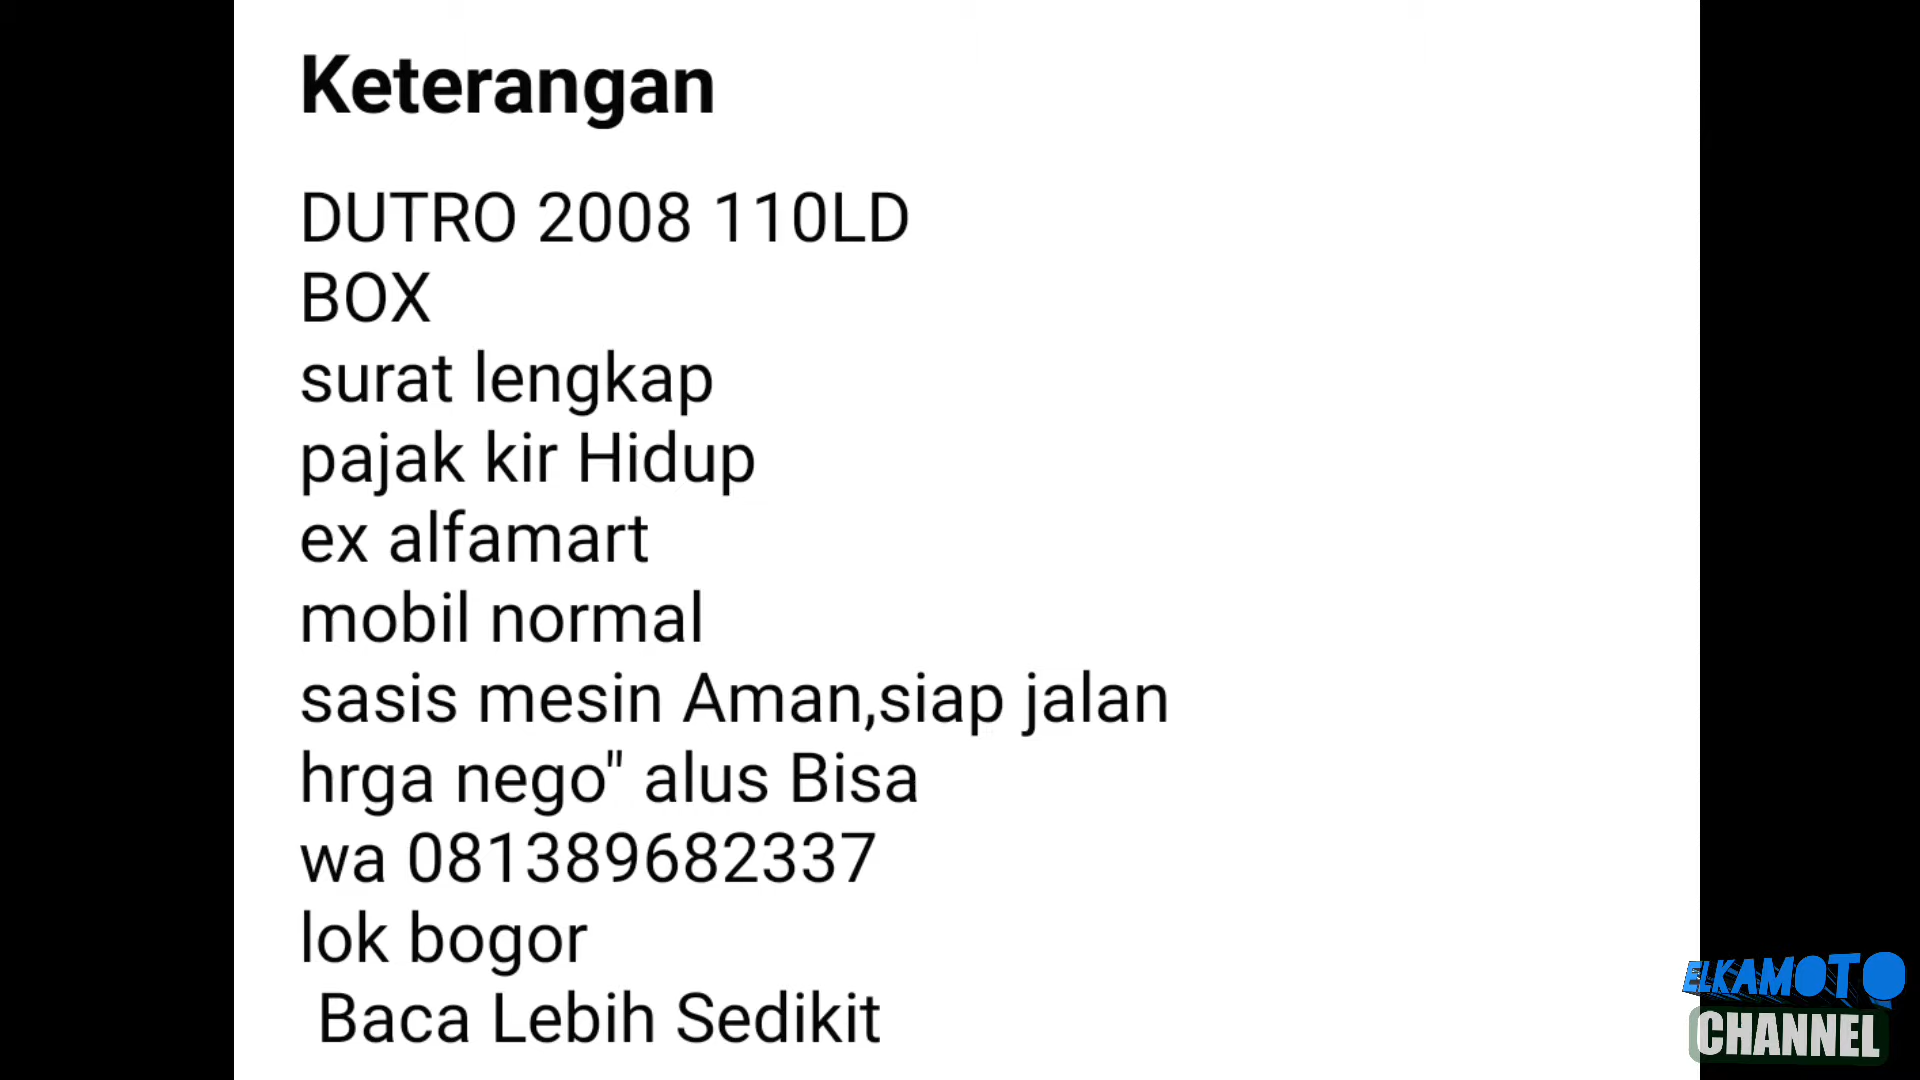 Keterangan
DUTRO 2008 110LD
BOX
surat lengkap
pajak kir Hidup
ex alfamart
mobil normal
sasis mesin Aman,siap jalan
hrga nego" alus Bisa
wa 081389682337
lok bogor
Baca Lebih Sedikit
ELKAMOTO
CHANNEL